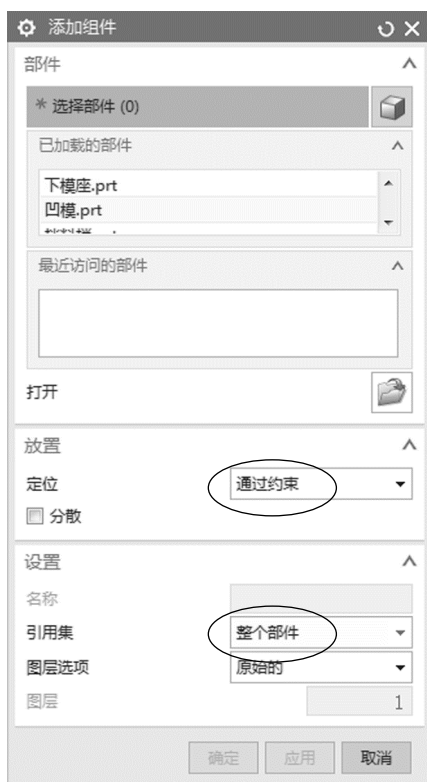 添加组件
部件
* 选择部件 (0)
已加载的部件
下模座.prt
凹模.prt
最近访问的部件
打开
放置
定位 通过约束
分散
设置
名称
引用集 整个部件
图层选项 原始的
图层 1
确定 应用 取消